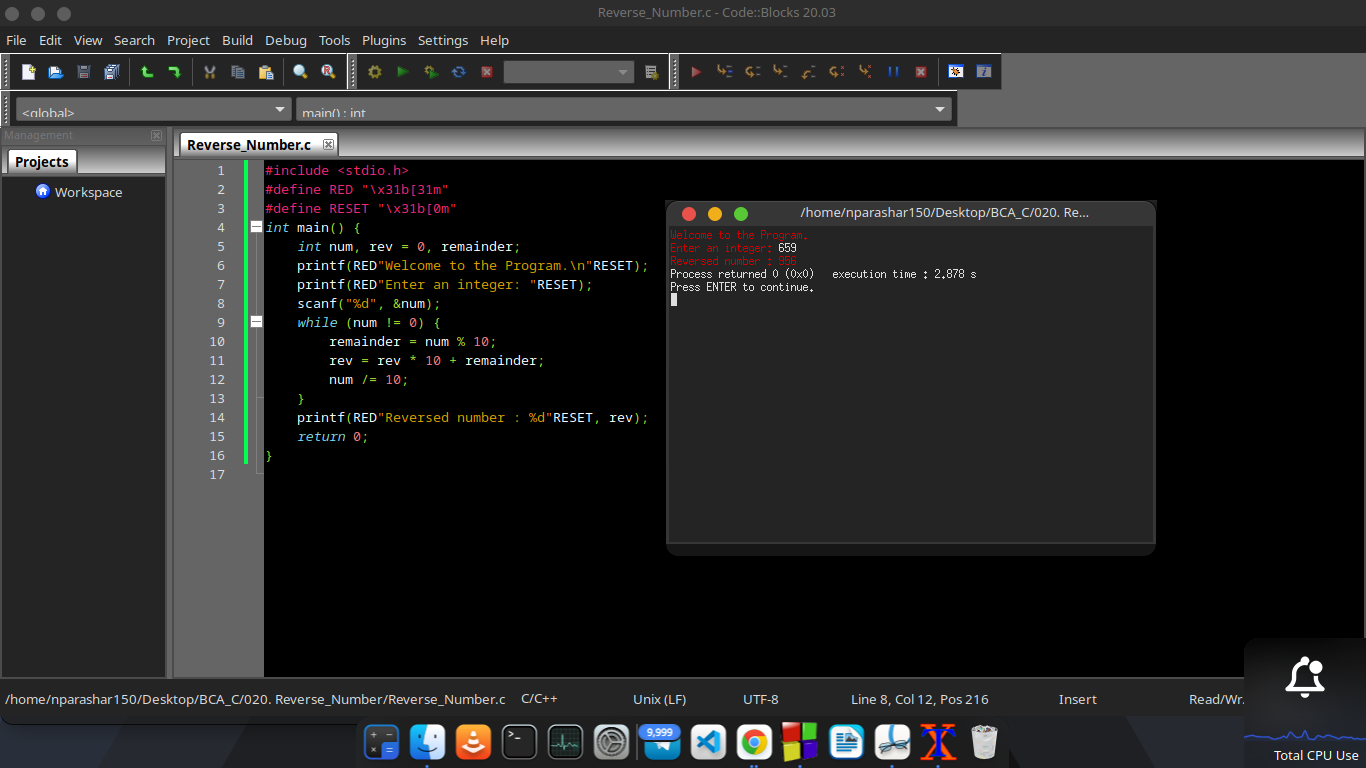 Reverse_Number.c - Code::Blocks 20.03
File Edit View Search Project Build Debug Tools Plugins Settings Help
<global> main() : int
Management
Projects
Workspace
Reverse_Number.c
1 #include <stdio.h>
2 #define RED "\x31b[31m"
3 #define RESET "\x31b[0m"
4 int main() {
5 int num, rev = 0, remainder;
6 printf(RED"Welcome to the Program.\n"RESET);
7 printf(RED"Enter an integer: "RESET);
8 scanf("%d", &num);
9 while (num != 0) {
10 remainder = num % 10;
11 rev = rev * 10 + remainder;
12 num /= 10;
13 }
14 printf(RED"Reversed number : %d"RESET, rev);
15 return 0;
16 }
17
/home/nparashar150/Desktop/BCA_C/020. Re...
Welcome to the Program.
Enter an integer: 659
Reversed number : 956
Process returned 0 (0x0) execution time : 2.878 s
Press ENTER to continue.
/home/nparashar150/Desktop/BCA_C/020. Reverse_Number/Reverse_Number.c C/C++ Unix (LF) UTF-8 Line 8, Col 12, Pos 216 Insert Read/Wr.
9,999
Total CPU Use